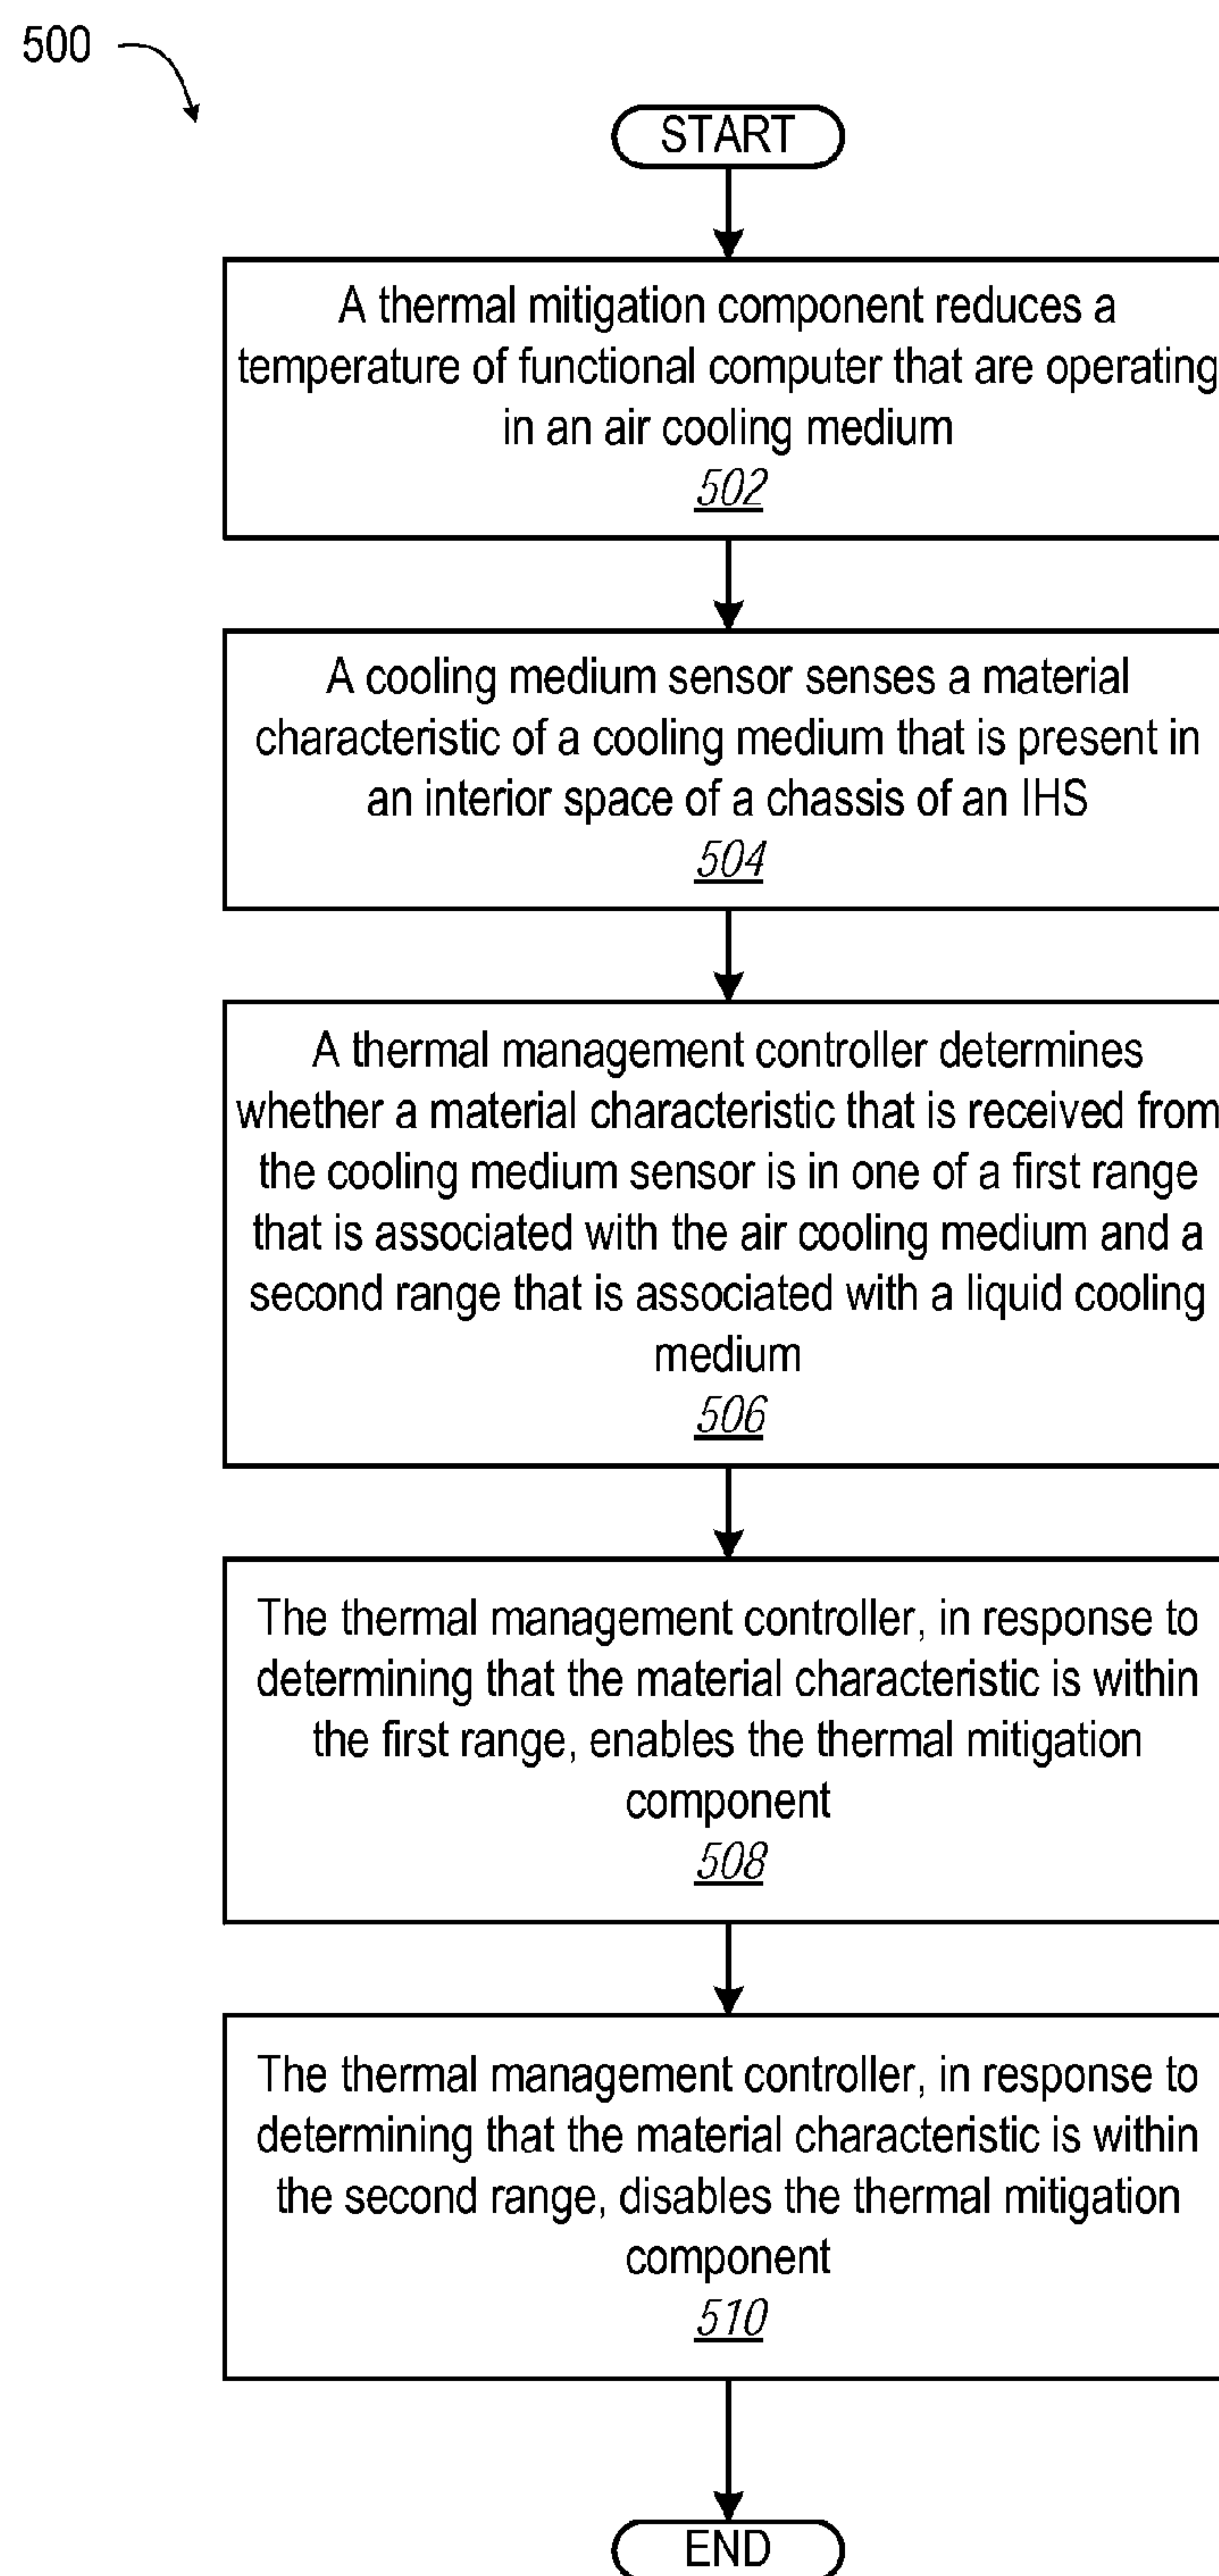 500
START
A thermal mitigation component reduces a
temperature of functional computer that are operating
in an air cooling medium
502
A cooling medium sensor senses a material
characteristic of a cooling medium that is present in
an interior space of a chassis of an IHS
504
A thermal management controller determines
whether a material characteristic that is received from
the cooling medium sensor is in one of a first range
that is associated with the air cooling medium and a
second range that is associated with a liquid cooling
medium
506
The thermal management controller, in response to
determining that the material characteristic is within
the first range, enables the thermal mitigation
component
508
The thermal management controller, in response to
determining that the material characteristic is within
the second range, disables the thermal mitigation
component
510
END